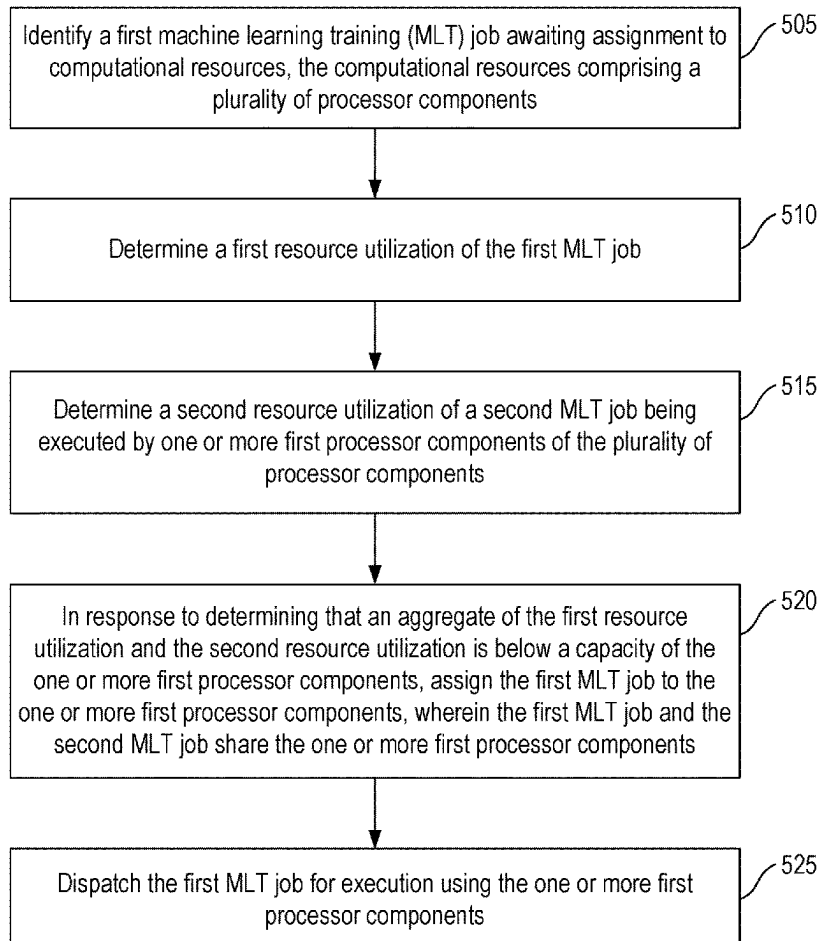 Identify a first machine learning training (MLT) job awaiting assignment to
computational resources, the computational resources comprising a
plurality of processor components
505
Determine a first resource utilization of the first MLT job
510
Determine a second resource utilization of a second MLT job being
executed by one or more first processor components of the plurality of
processor components
515
In response to determining that an aggregate of the first resource
utilization and the second resource utilization is below a capacity of the
one or more first processor components, assign the first MLT job to the
one or more first processor components, wherein the first MLT job and the
second MLT job share the one or more first processor components
520
Dispatch the first MLT job for execution using the one or more first
processor components
525